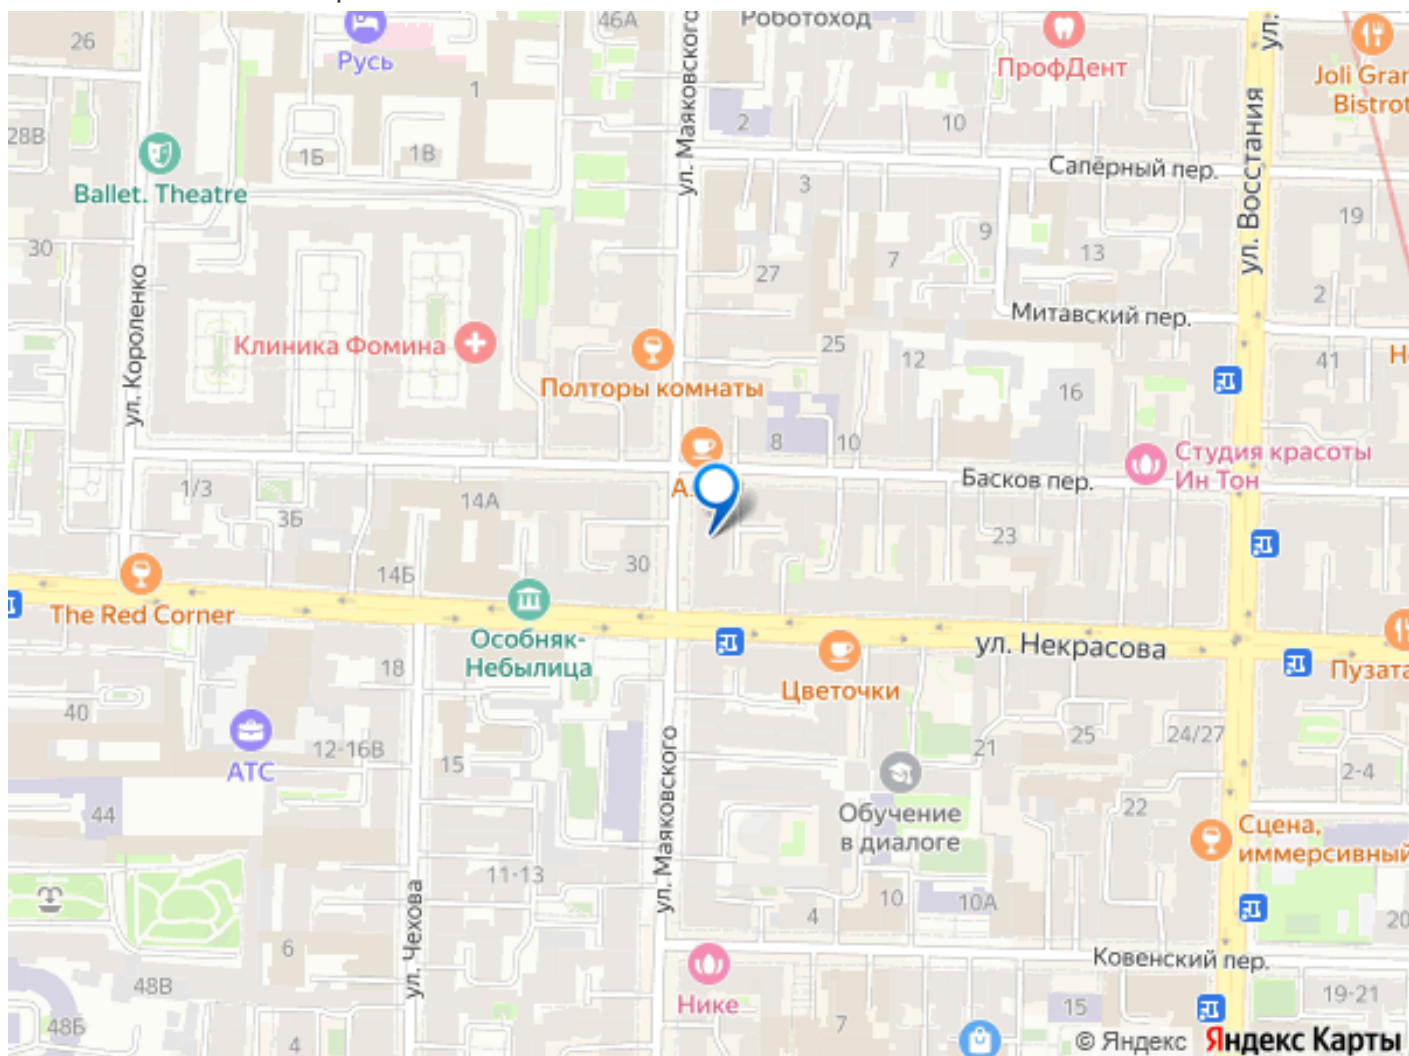 46А
Роботоход
26
Русь
ПрофДент
Joli Gran
Bistrot
ул. Маяковского
ул.
1
2
10
28В
1Б
1В
Ballet. Theatre
Сапёрный пер.
ул. Восстания
3
19
30
9
7
13
27
ул. Короленко
2
Митавский пер.
Клиника Фомина
25
12
41
Полторы комнаты
16
8
10
Студия красоты
Ин Тон
Басков пер.
1/3
14А
3Б
23
30
14Б
The Red Corner
Особняк-
Небылица
ул. Некрасова
18
Цветочки
Пузата
40
12-16В
АТС
15
21
25
24/27
ул. Маяковского
2-4
44
Обучение
в диалоге
22
Сцена,
иммерсивный
11-13
10
10А
4
20
ул. Чехова
6
Ковенский пер.
48В
Нике
19-21
15
48Б
7
4
© Яндекс Яндекс Карты